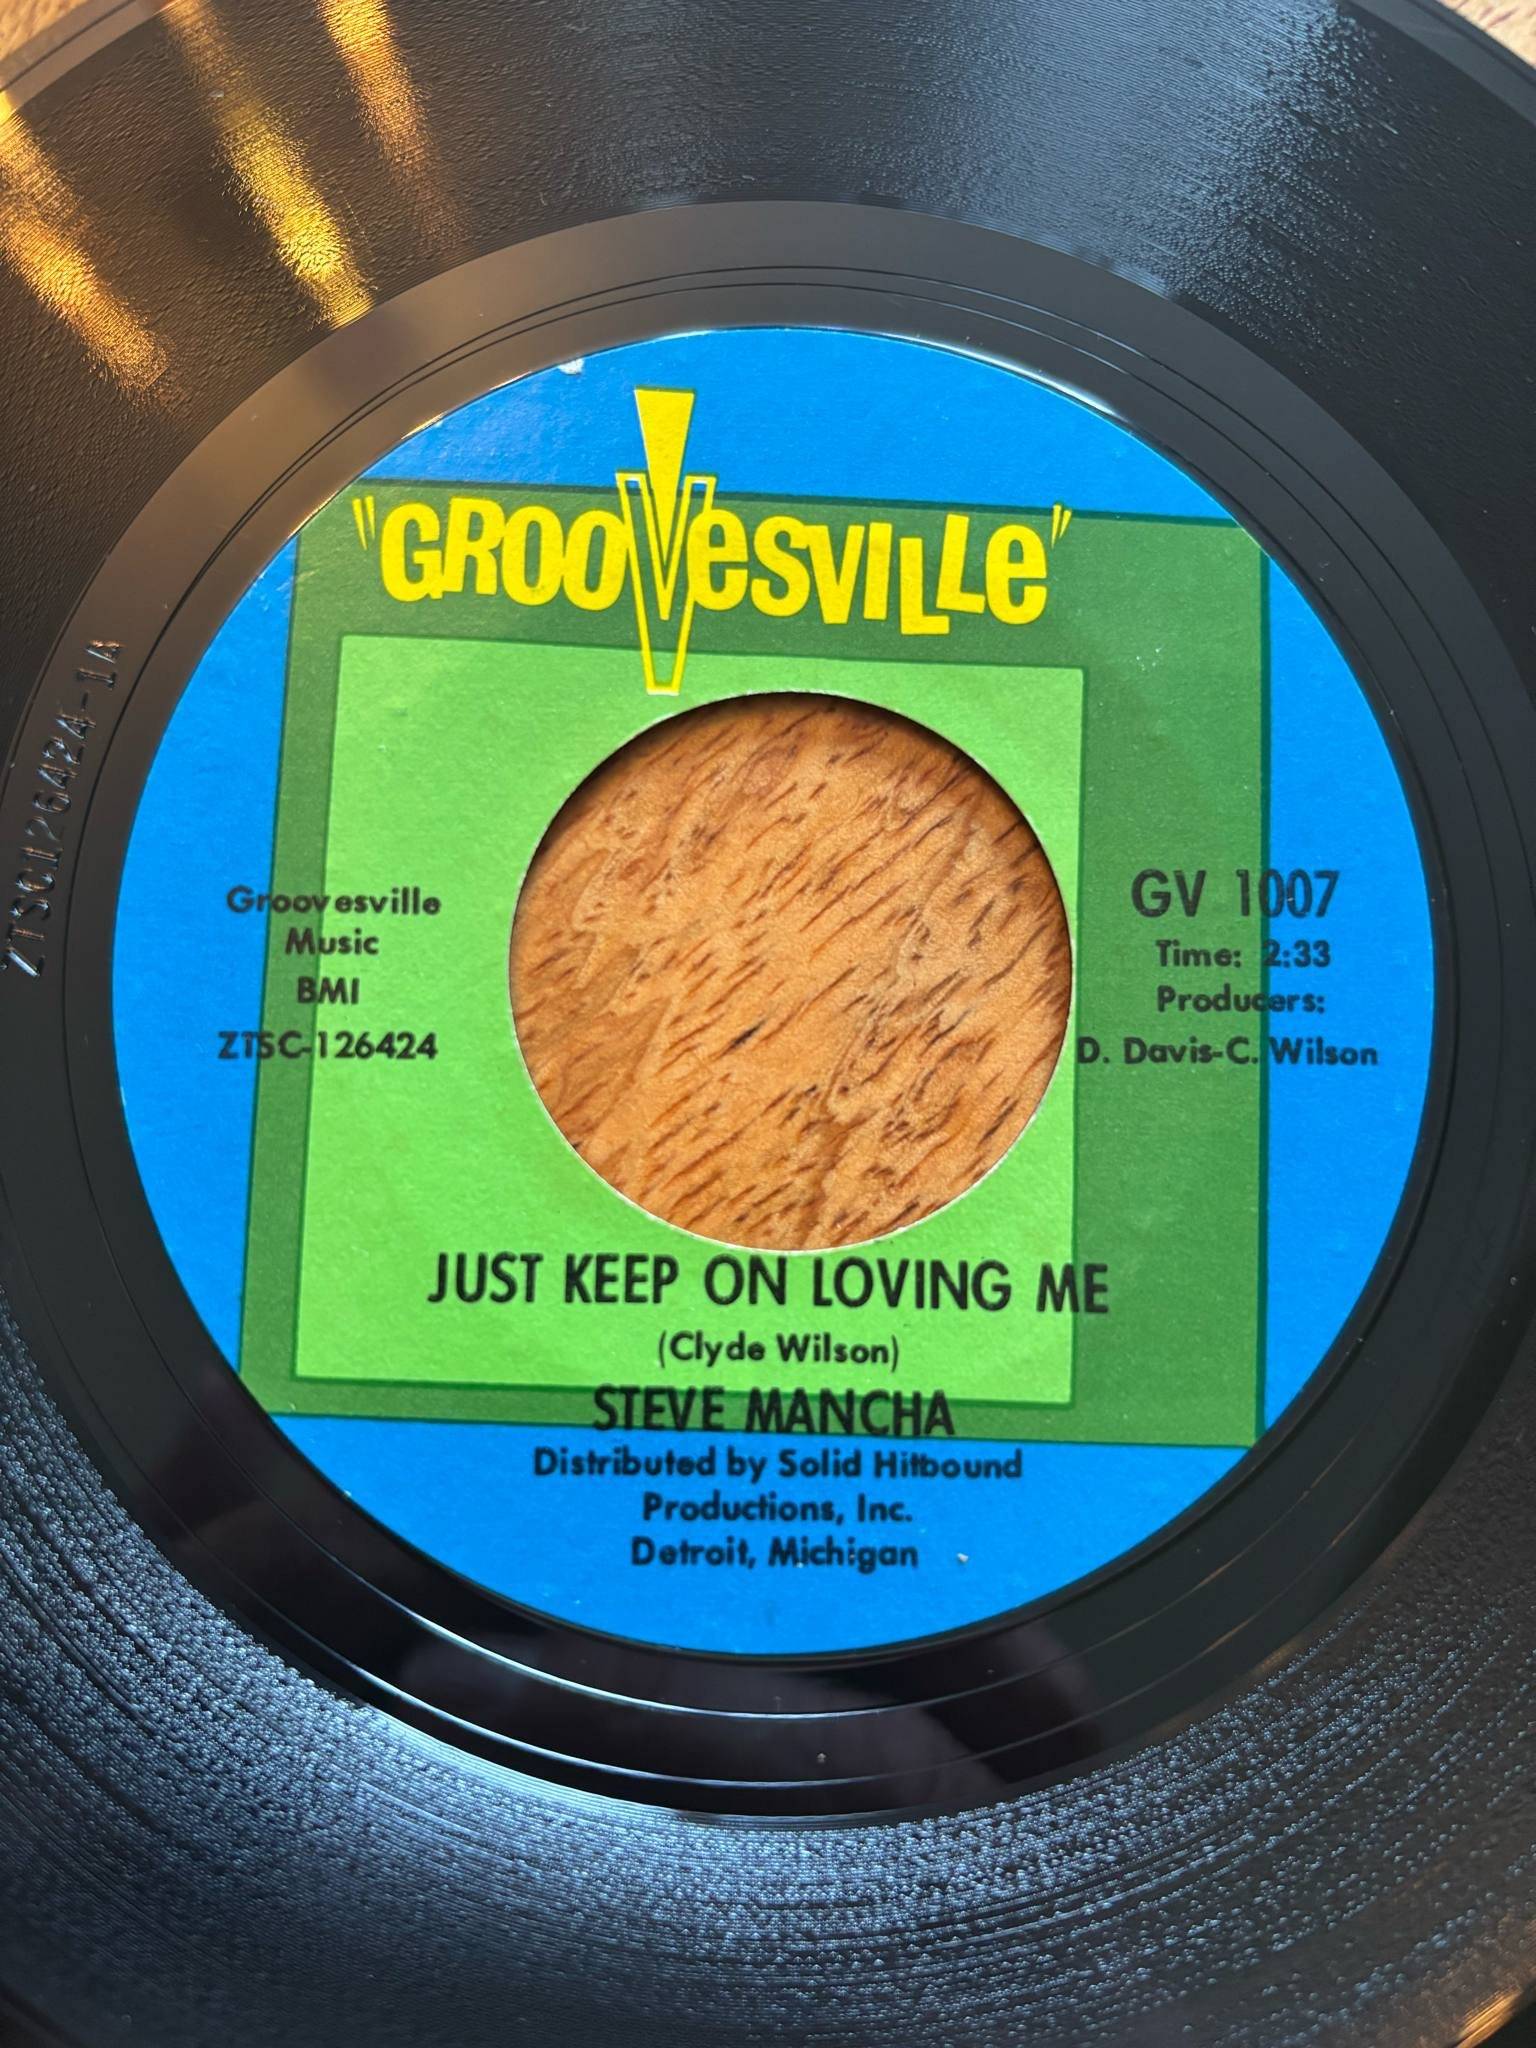 "GROOVeSVILLe"
Groovesville
Music
BMI
ZTSC-126424
GV 1007
Time: 2:33
Producers:
D. Davis-C. Wilson
JUST KEEP ON LOVING ME
(Clyde Wilson)
STEVE MANCHA
Distributed by Solid Hitbound
Productions, Inc.
Detroit, Michigan
ZTSC126424-1A